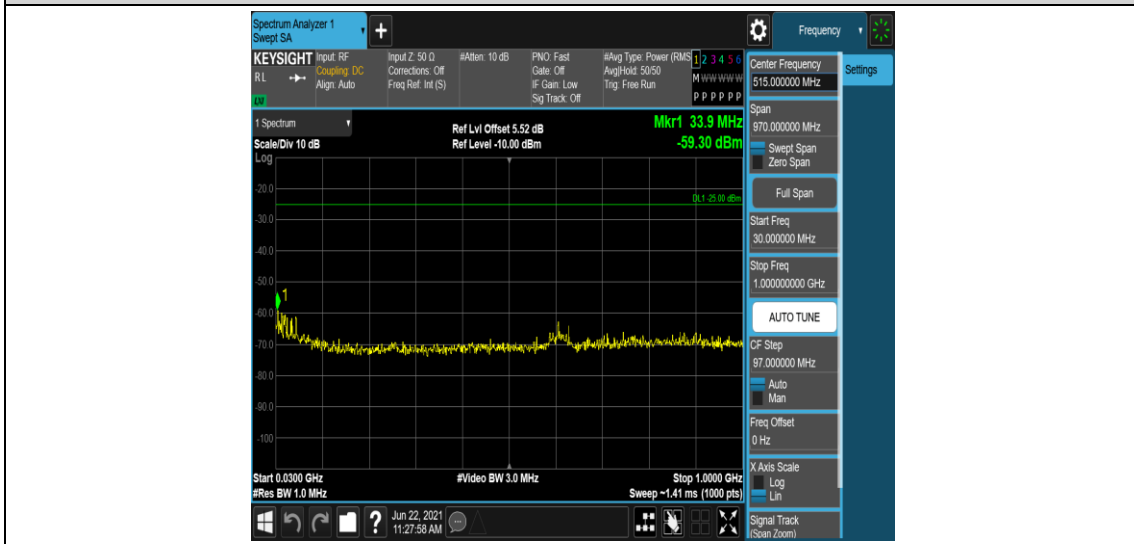 Spectrum Analyzer 1
Swept SA
+
Frequency
KEYSIGHT
RL
LXI
Input: RF
Coupling: DC
Align: Auto
Input Z: 50 Ω
Corrections: Off
Freq Ref: Int (S)
#Atten: 10 dB
PNO: Fast
Gate: Off
IF Gain: Low
Sig Track: Off
#Avg Type: Power (RMS
Avg|Hold: 50/50
Trig: Free Run
1 2 3 4 5 6
M W W W W W
P P P P P P
1 Spectrum
Scale/Div 10 dB
Ref Lvl Offset 5.52 dB
Ref Level -10.00 dBm
Mkr1 33.9 MHz
-59.30 dBm
Log
-20.0
DL1 -25.00 dBm
-30.0
-40.0
-50.0
1
-60.0
-70.0
-80.0
-90.0
-100
Start 0.0300 GHz
#Video BW 3.0 MHz
Stop 1.0000 GHz
#Res BW 1.0 MHz
Sweep ~1.41 ms (1000 pts)
?
Jun 22, 2021
11:27:58 AM
Center Frequency
515.000000 MHz
Settings
Span
970.000000 MHz
Swept Span
Zero Span
Full Span
Start Freq
30.000000 MHz
Stop Freq
1.000000000 GHz
AUTO TUNE
CF Step
97.000000 MHz
Auto
Man
Freq Offset
0 Hz
X Axis Scale
Log
Lin
Signal Track
(Span Zoom)